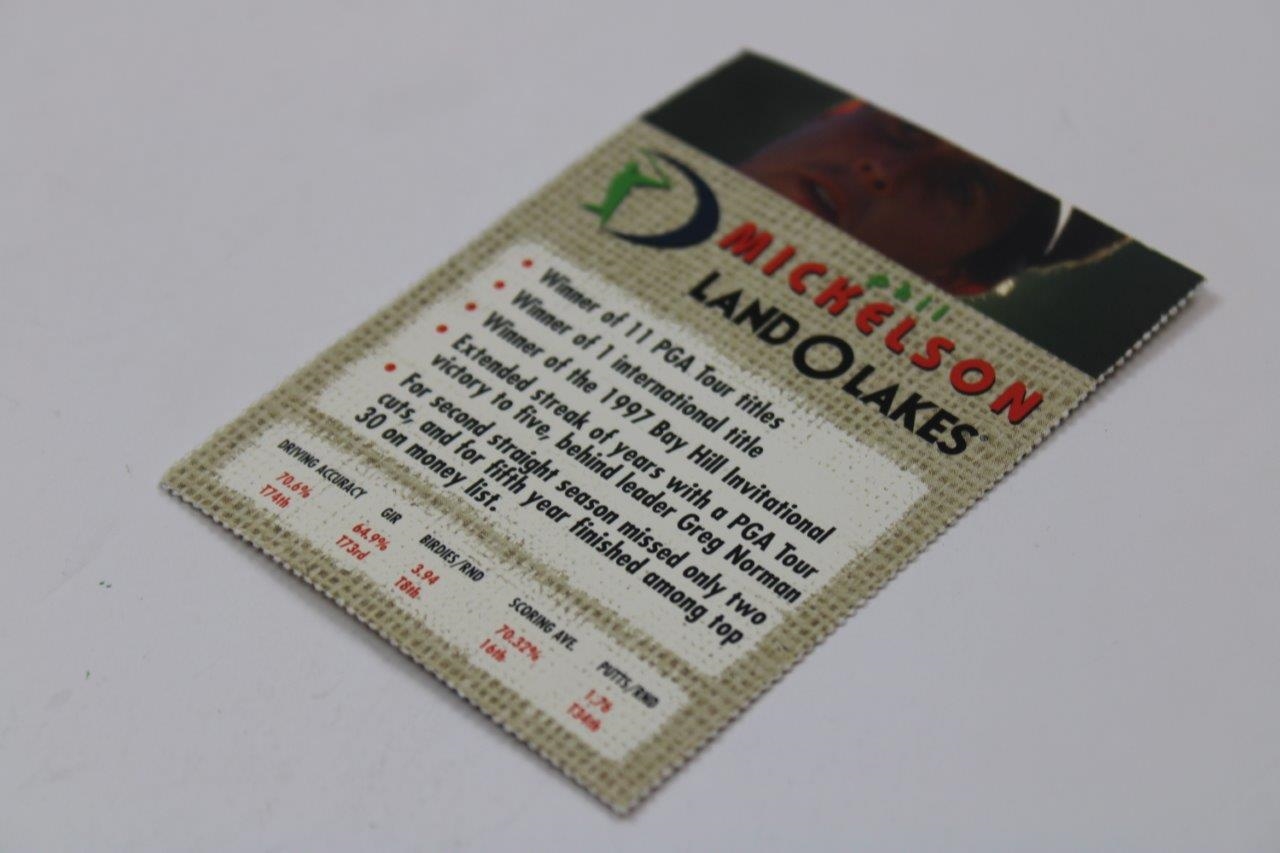 phil
MICKELSON
LAND O LAKES®
• Winner of 11 PGA Tour titles
• Winner of 1 international title
• Winner of the 1997 Bay Hill Invitational
• Extended streak of years with a PGA Tour
victory to five, behind leader Greg Norman
• For second straight season missed only two
cuts, and for fifth year finished among top
30 on money list.
DRIVING ACCURACY GIR BIRDIES/RND SCORING AVE. PUTTS/RND
70.6% 64.9% 3.94 70.32% 1.76
T74th T73rd T8th 16th T34th